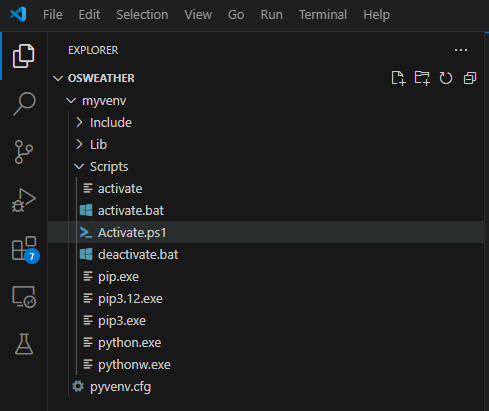 File Edit Selection View Go Run Terminal Help
EXPLORER
OSWEATHER
myvenv
Include
Lib
Scripts
activate
activate.bat
Activate.ps1
deactivate.bat
pip.exe
pip3.12.exe
pip3.exe
python.exe
pythonw.exe
pyvenv.cfg
7